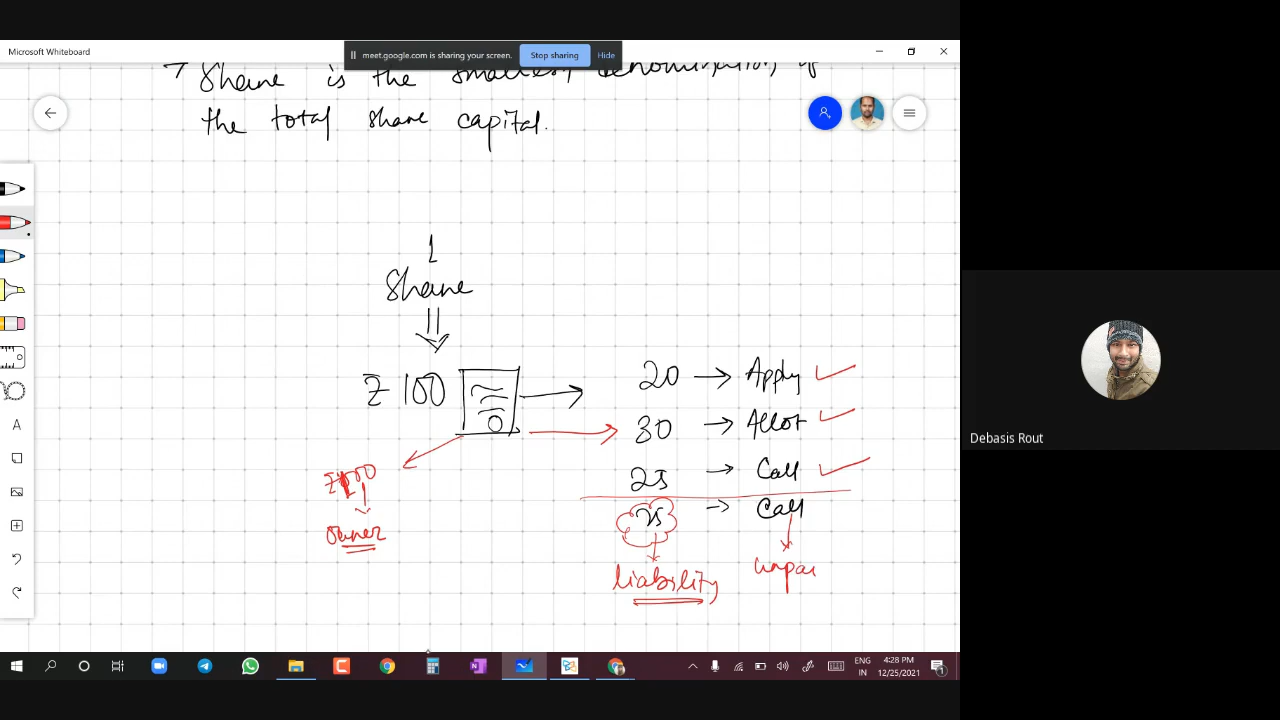 Microsoft Whiteboard
meet.google.com is sharing your screen.
Stop sharing
Hide
Share is the smallest denomination of
the total share capital.
1
Share
₹ 100
20 → Apply
30 → Allot
25 → Call
25 → Call
owner
liability
unpai
Debasis Rout
A
ENG
IN
4:28 PM
12/25/2021
1